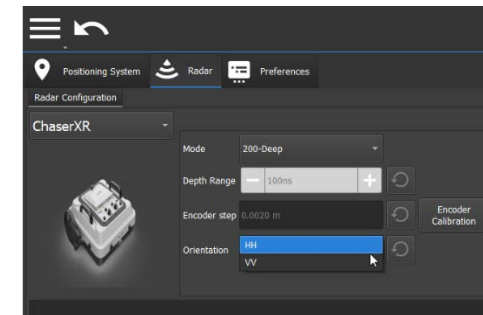 Positioning System Radar Preferences
Radar Configuration
ChaserXR
Mode 200-Deep
Depth Range 100ns
Encoder step 0.0020 m Encoder Calibration
Orientation HH
VV